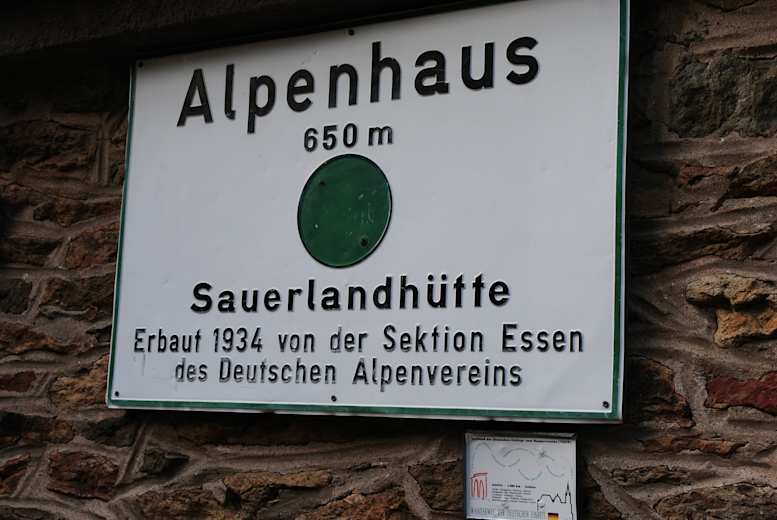 Alpenhaus
650 m
Sauerlandhütte
Erbaut 1934 von der Sektion Essen
des Deutschen Alpenvereins